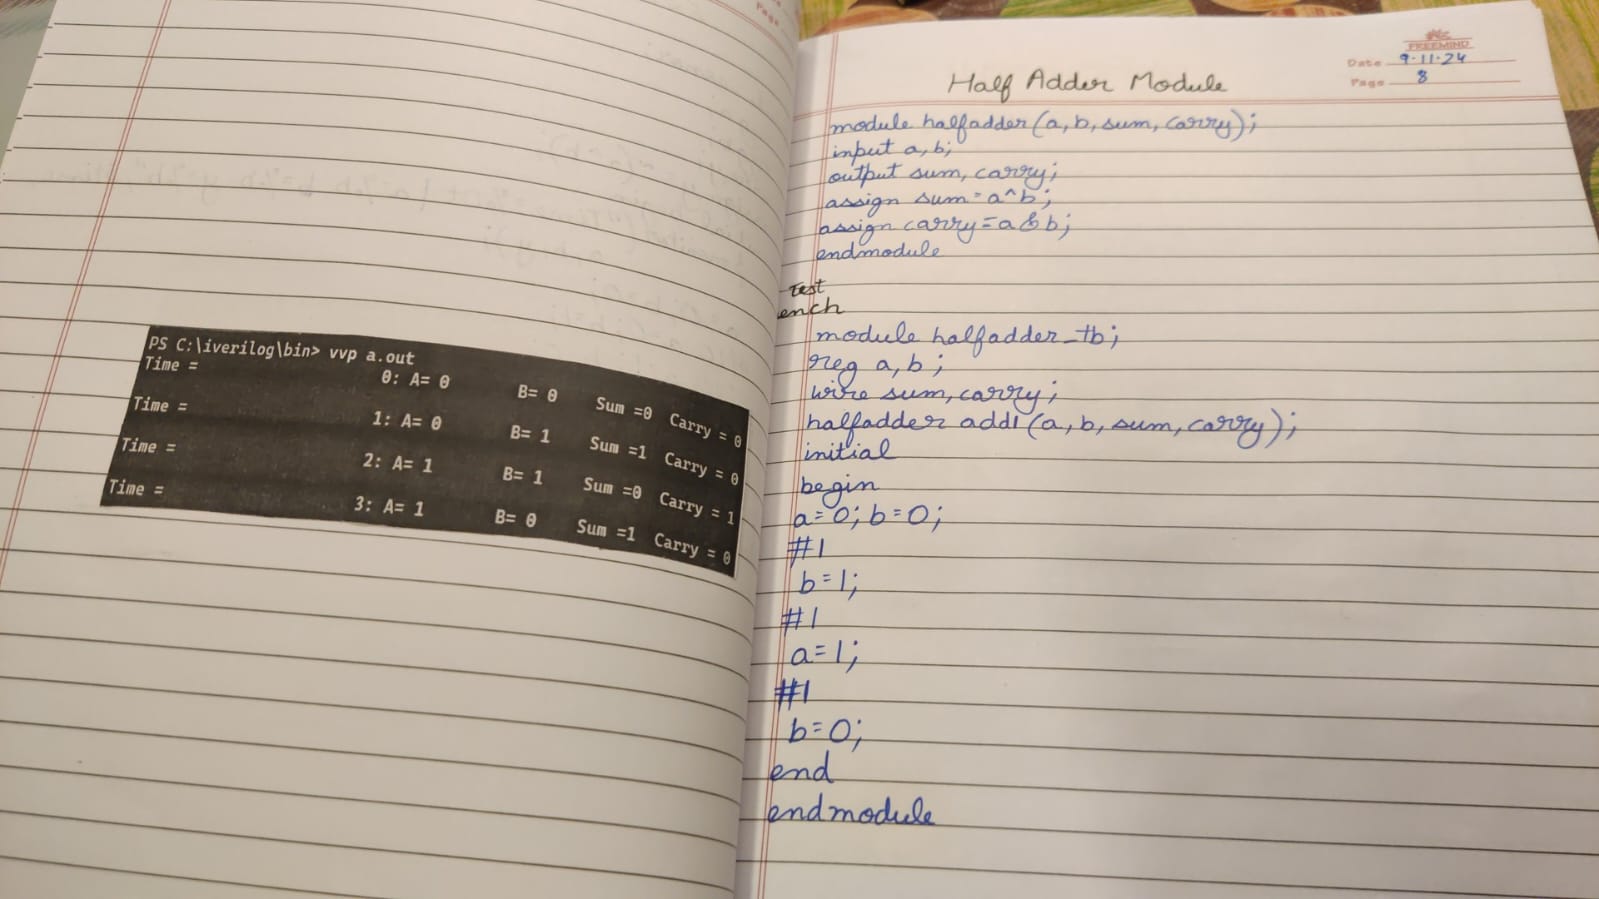 PS C:\iverilog\bin> vvp a.out
Time = 0: A= 0 B= 0 Sum =0 Carry = 0
Time = 1: A= 0 B= 1 Sum =1 Carry = 0
Time = 2: A= 1 B= 1 Sum =0 Carry = 1
Time = 3: A= 1 B= 0 Sum =1 Carry = 0
FREEMIND
Date 9.11.24
Page 8
Half Adder Module
module halfadder(a,b,sum,carry);
input a,b;
output sum, carry;
assign sum=a^b;
assign carry=a&b;
endmodule
Test
ench
module halfadder_tb;
reg a,b;
wire sum,carry;
halfadder add1(a,b,sum,carry);
initial
begin
a=0;b=0;
#1
b=1;
#1
a=1;
#1
b=0;
end
endmodule